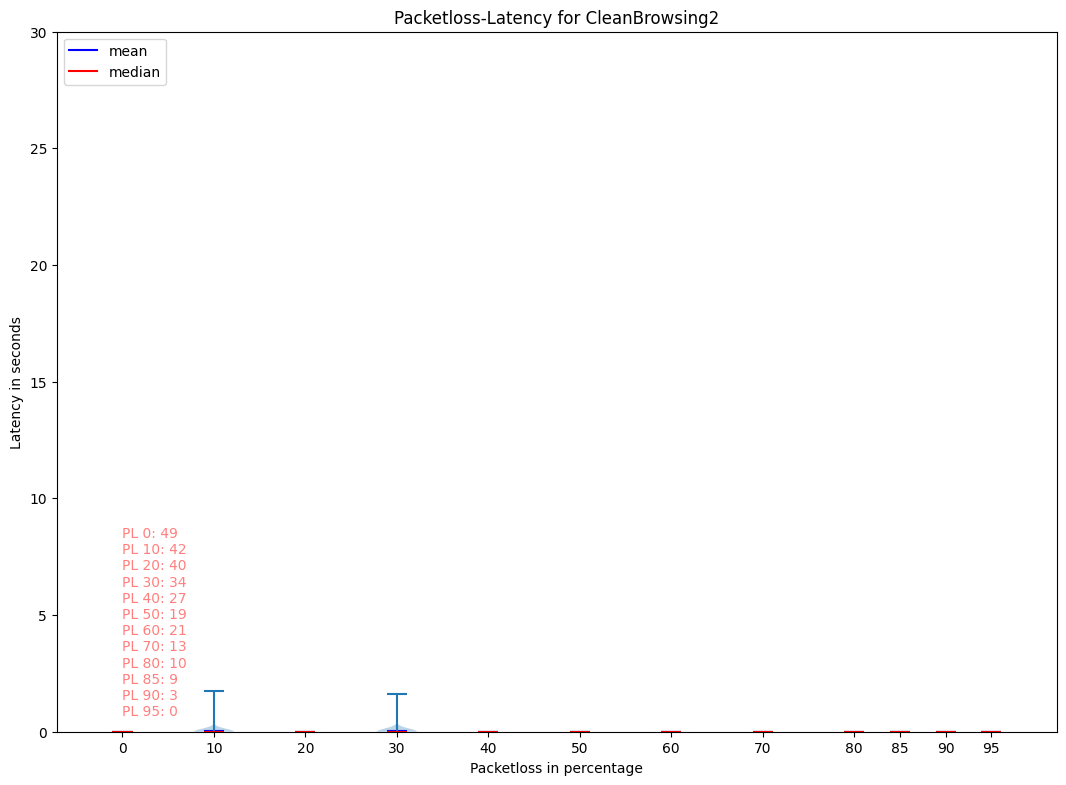 Packetloss-Latency for CleanBrowsing2
mean
median
30
25
20
15
10
5
0
Latency in seconds
PL 0: 49
PL 10: 42
PL 20: 40
PL 30: 34
PL 40: 27
PL 50: 19
PL 60: 21
PL 70: 13
PL 80: 10
PL 85: 9
PL 90: 3
PL 95: 0
0 10 20 30 40 50 60 70 80 85 90 95
Packetloss in percentage